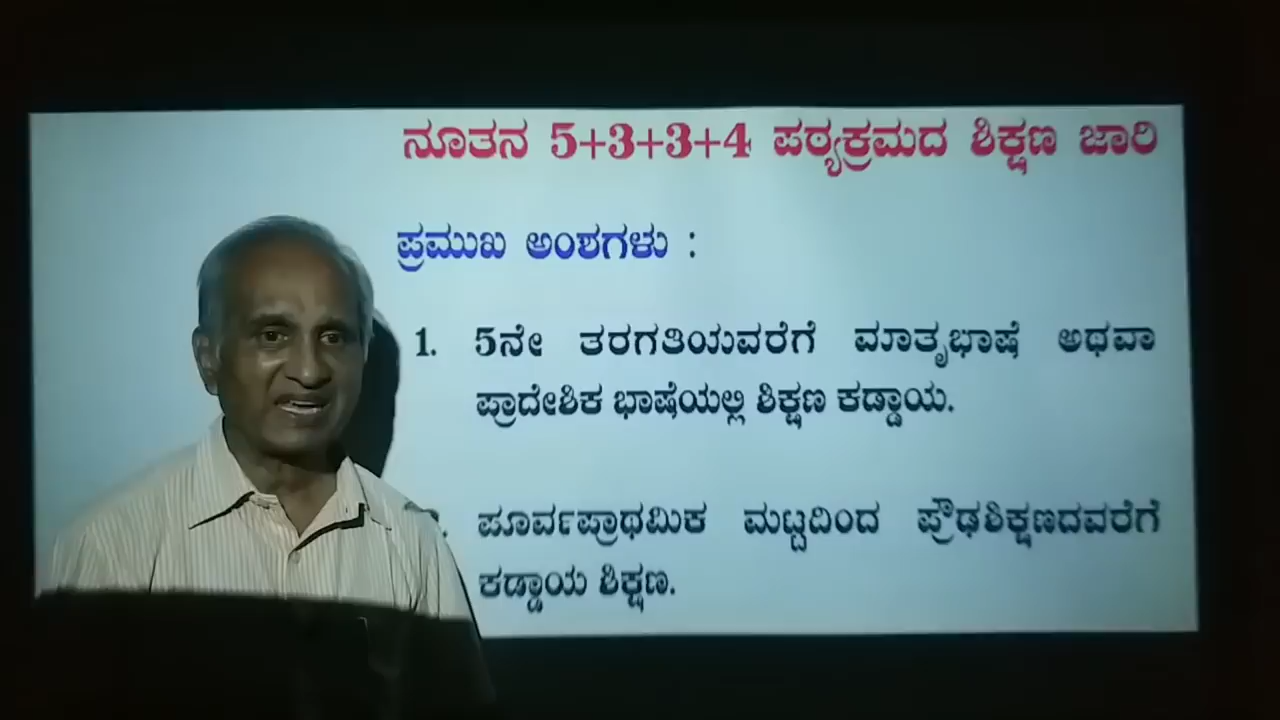 ನೂತನ 5+3+3+4 ಪಠ್ಯಕ್ರಮದ ಶಿಕ್ಷಣ ಜಾರಿ
ಪ್ರಮುಖ ಅಂಶಗಳು :
1. 5ನೇ ತರಗತಿಯವರೆಗೆ ಮಾತೃಭಾಷೆ ಅಥವಾ
ಪ್ರಾದೇಶಿಕ ಭಾಷೆಯಲ್ಲಿ ಶಿಕ್ಷಣ ಕಡ್ಡಾಯ.
ಪೂರ್ವಪ್ರಾಥಮಿಕ ಮಟ್ಟದಿಂದ ಪ್ರೌಢಶಿಕ್ಷಣದವರೆಗೆ
ಕಡ್ಡಾಯ ಶಿಕ್ಷಣ.